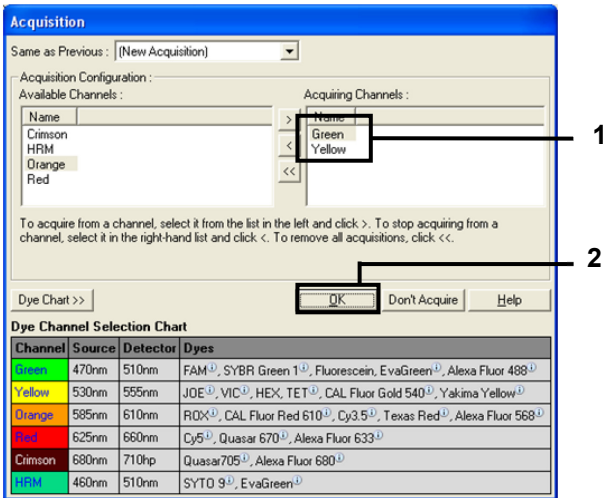 Acquisition
Same as Previous : (New Acquisition)
Acquisition Configuration :
Available Channels :
Acquiring Channels :
Name
Crimson
HRM
Orange
Red
>
<
<<
Name
Green
Yellow
1
To acquire from a channel, select it from the list in the left and click >. To stop acquiring from a
channel, select it in the right-hand list and click <. To remove all acquisitions, click <<.
2
Dye Chart >> OK Don't Acquire Help
Dye Channel Selection Chart
Channel Source Detector Dyes
Green 470nm 510nm FAM, SYBR Green 1, Fluorescein, EvaGreen, Alexa Fluor 488
Yellow 530nm 555nm JOE, VIC, HEX, TET, CAL Fluor Gold 540, Yakima Yellow
Orange 585nm 610nm ROX, CAL Fluor Red 610, Cy3.5, Texas Red, Alexa Fluor 568
Red 625nm 660nm Cy5, Quasar 670, Alexa Fluor 633
Crimson 680nm 710hp Quasar705, Alexa Fluor 680
HRM 460nm 510nm SYTO 9, EvaGreen